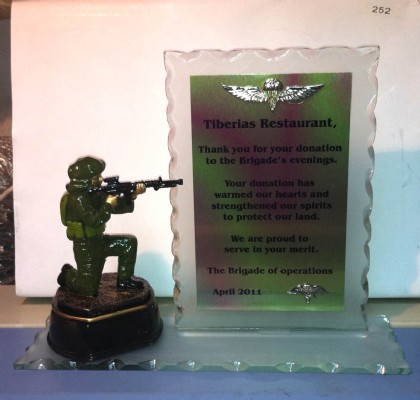 252
Tiberias Restaurant,
Thank you for your donation
to the Brigade's evenings.
Your donation has
warmed our hearts and
strengthened our spirits
to protect our land.
We are proud to
serve in your merit.
The Brigade of operations
April 2011